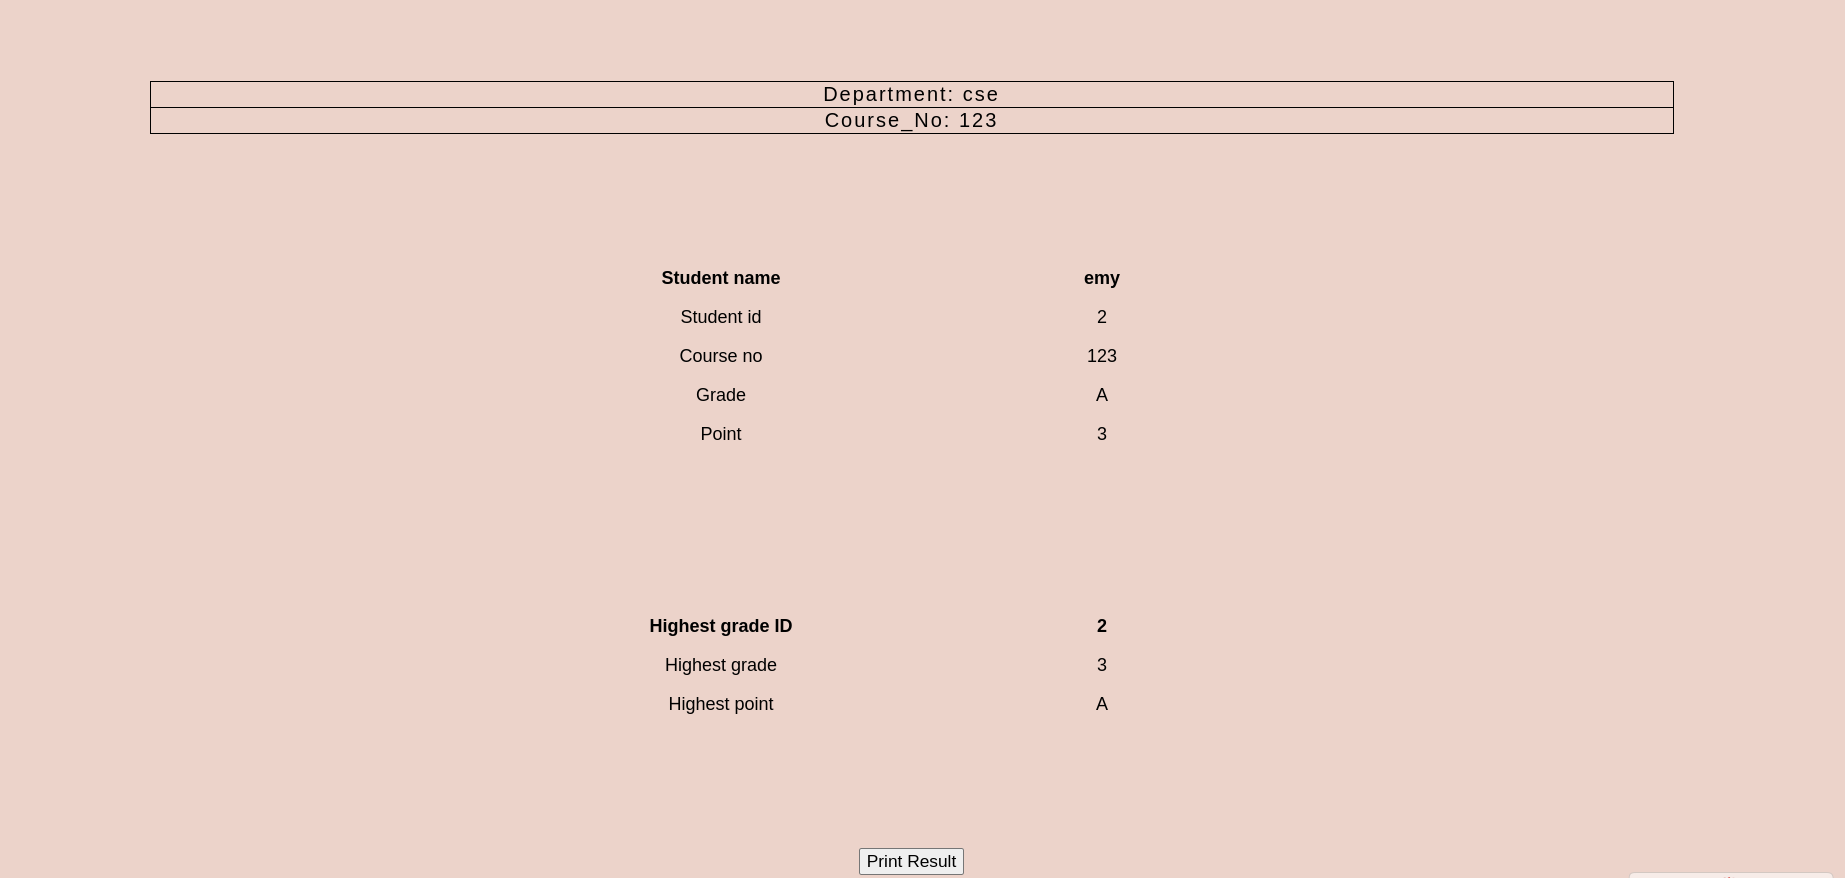 Department: cse
Course_No: 123
Student name emy
Student id 2
Course no 123
Grade A
Point 3
Highest grade ID 2
Highest grade 3
Highest point A
Print Result